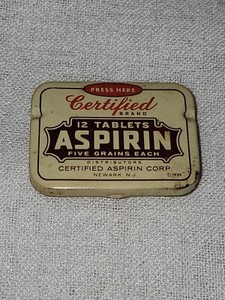 PRESS HERE
Certified
BRAND
12 TABLETS
ASPIRIN
FIVE GRAINS EACH
DISTRIBUTORS
CERTIFIED ASPIRIN CORP.
NEWARK N.J.